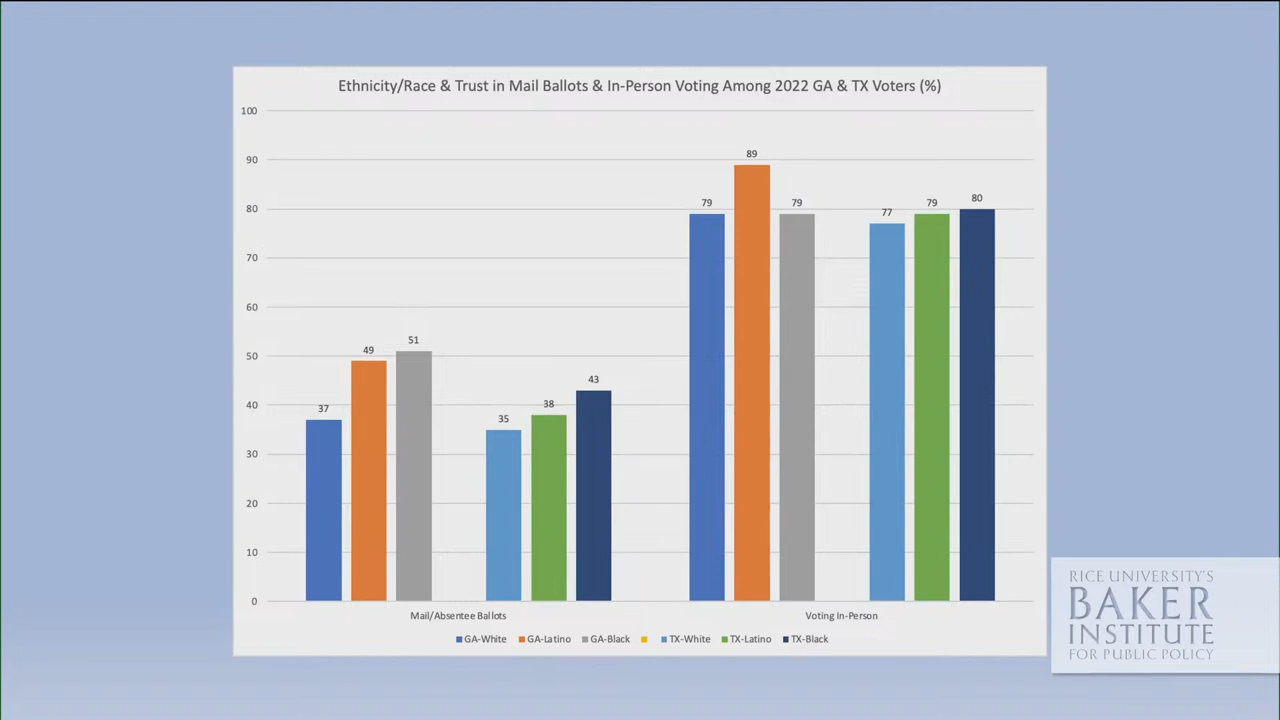 Ethnicity/Race & Trust in Mail Ballots & In-Person Voting Among 2022 GA & TX Voters (%)
100
90
80
70
60
50
40
30
20
10
0
37
49
51
35
38
43
79
89
79
77
79
80
Mail/Absentee Ballots
Voting In-Person
GA-White GA-Latino GA-Black TX-White TX-Latino TX-Black
RICE UNIVERSITY'S
BAKER
INSTITUTE
FOR PUBLIC POLICY